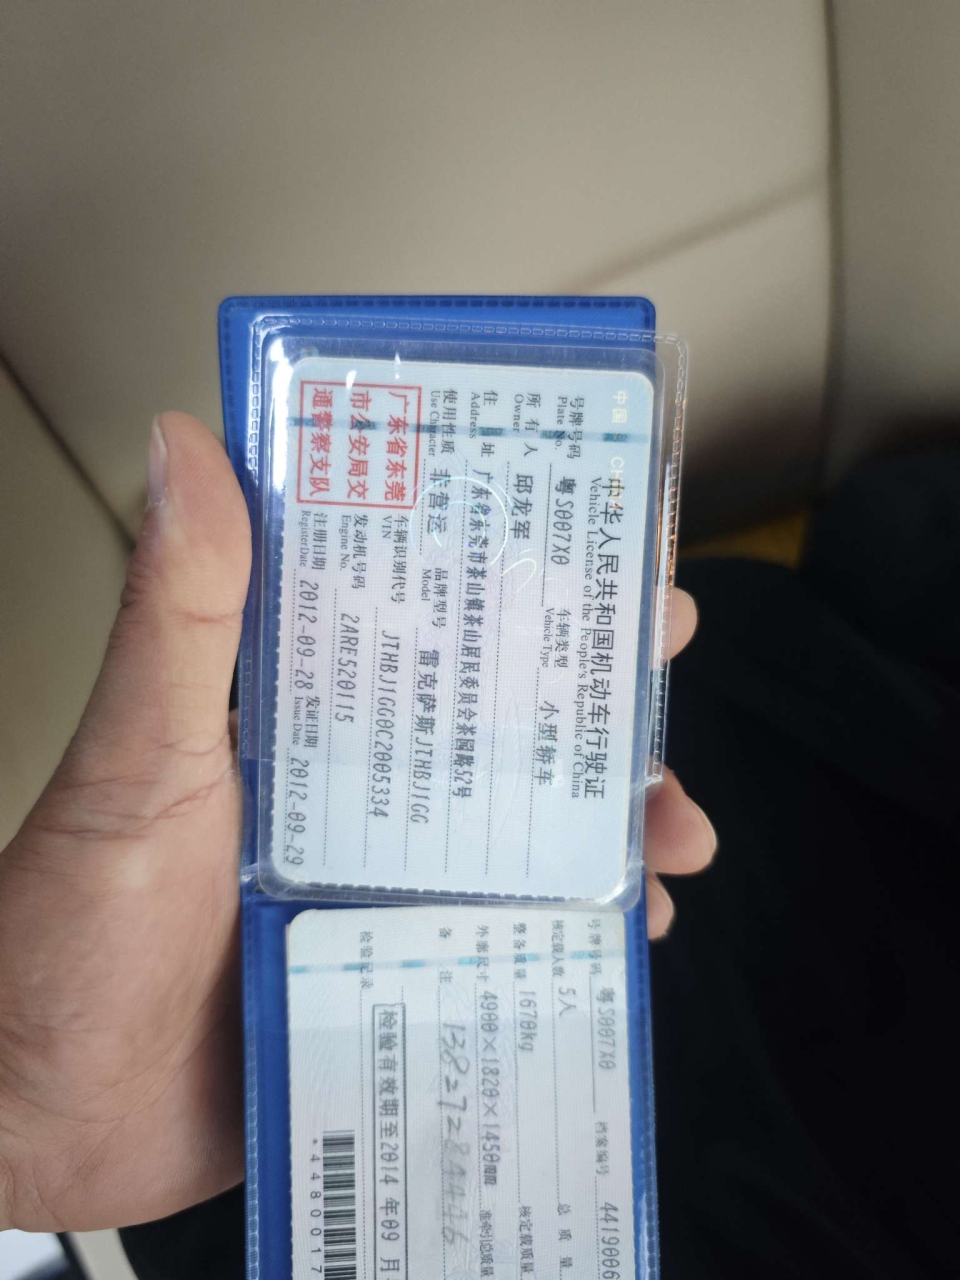 中国 CHINA
中华人民共和国机动车行驶证
Vehicle License of the People's Republic of China
号牌号码 粤S007X0 车辆类型 小型轿车
Plate No. Vehicle Type
所有人 邱龙军
Owner
住址 广东省东莞市茶山镇茶山居民委员会茶园路52号
Address
使用性质 非营运 品牌型号 雷克萨斯JTHBJ1GG
Use Character Model
广东省东莞
市公安局交
通警察支队
车辆识别代号 JTHBJ1GG0C2005334
VIN
发动机号码 2ARE520115
Engine No.
注册日期 2012-09-28 发证日期 2012-09-29
Register Date Issue Date
号牌号码 粤S007X0 档案编号 4419006
核定载人数 5人 总质量
整备质量 1670kg 核定载质量
外廓尺寸 4900×1820×1450mm 准牵引总质量
备注
检验记录 检验有效期至2014年09月
*4480017